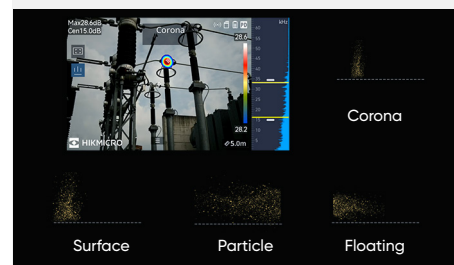 Max28.6dB
Cen15.0dB
Corona
28.6
kHz
28.2
5.0m
HIKMICRO
Corona
Surface
Particle
Floating